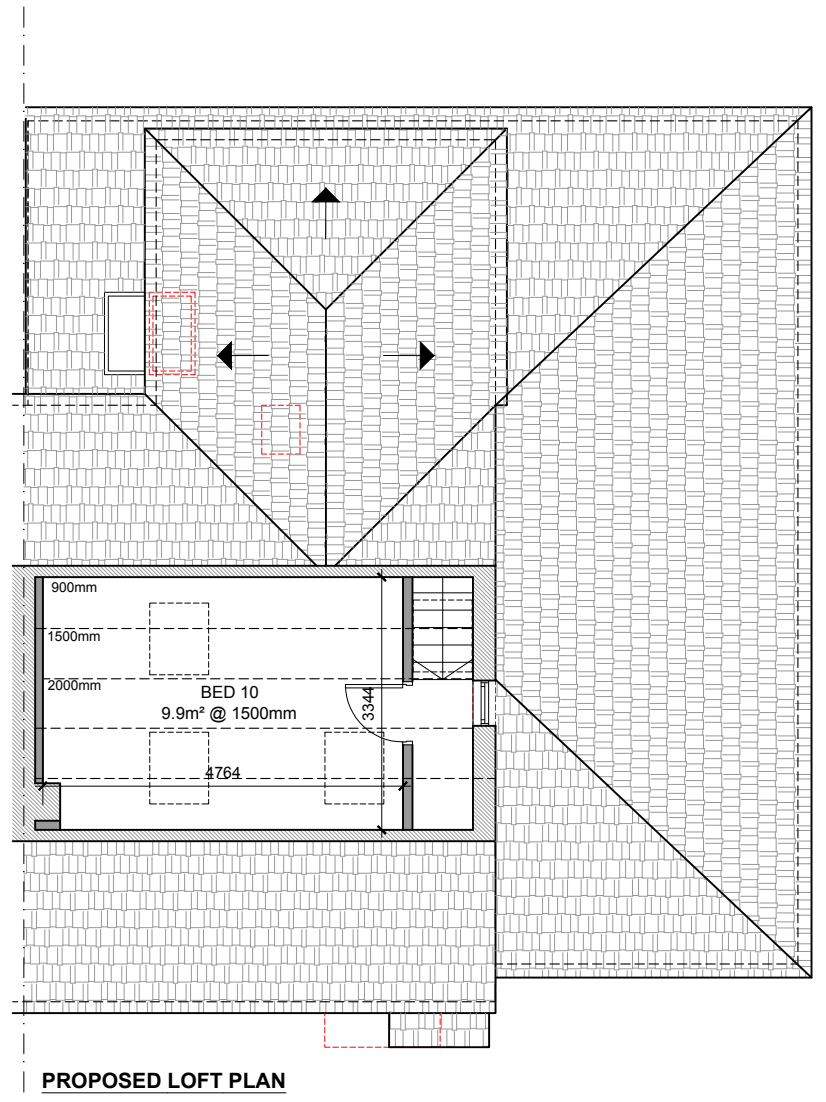 900mm
1500mm
2000mm
BED 10
9.9m² @ 1500mm
3344
4764
PROPOSED LOFT PLAN